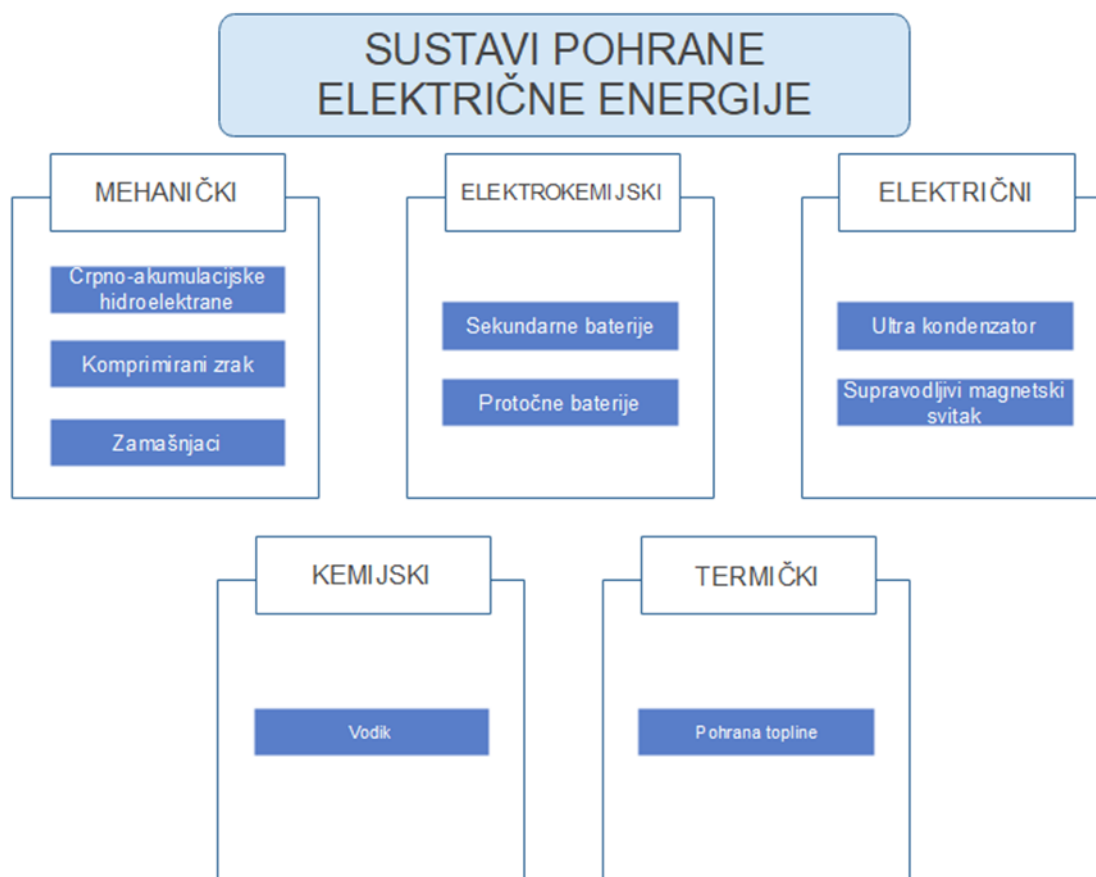 SUSTAVI POHRANE
ELEKTRIČNE ENERGIJE
MEHANIČKI
Crpno-akumulacijske
hidroelektrane
Komprimirani zrak
Zamašnjaci
ELEKTROKEMIJSKI
Sekundarne baterije
Protočne baterije
ELEKTRIČNI
Ultra kondenzator
Supravodljivi magnetski
svitak
KEMIJSKI
Vodik
TERMIČKI
Pohrana topline